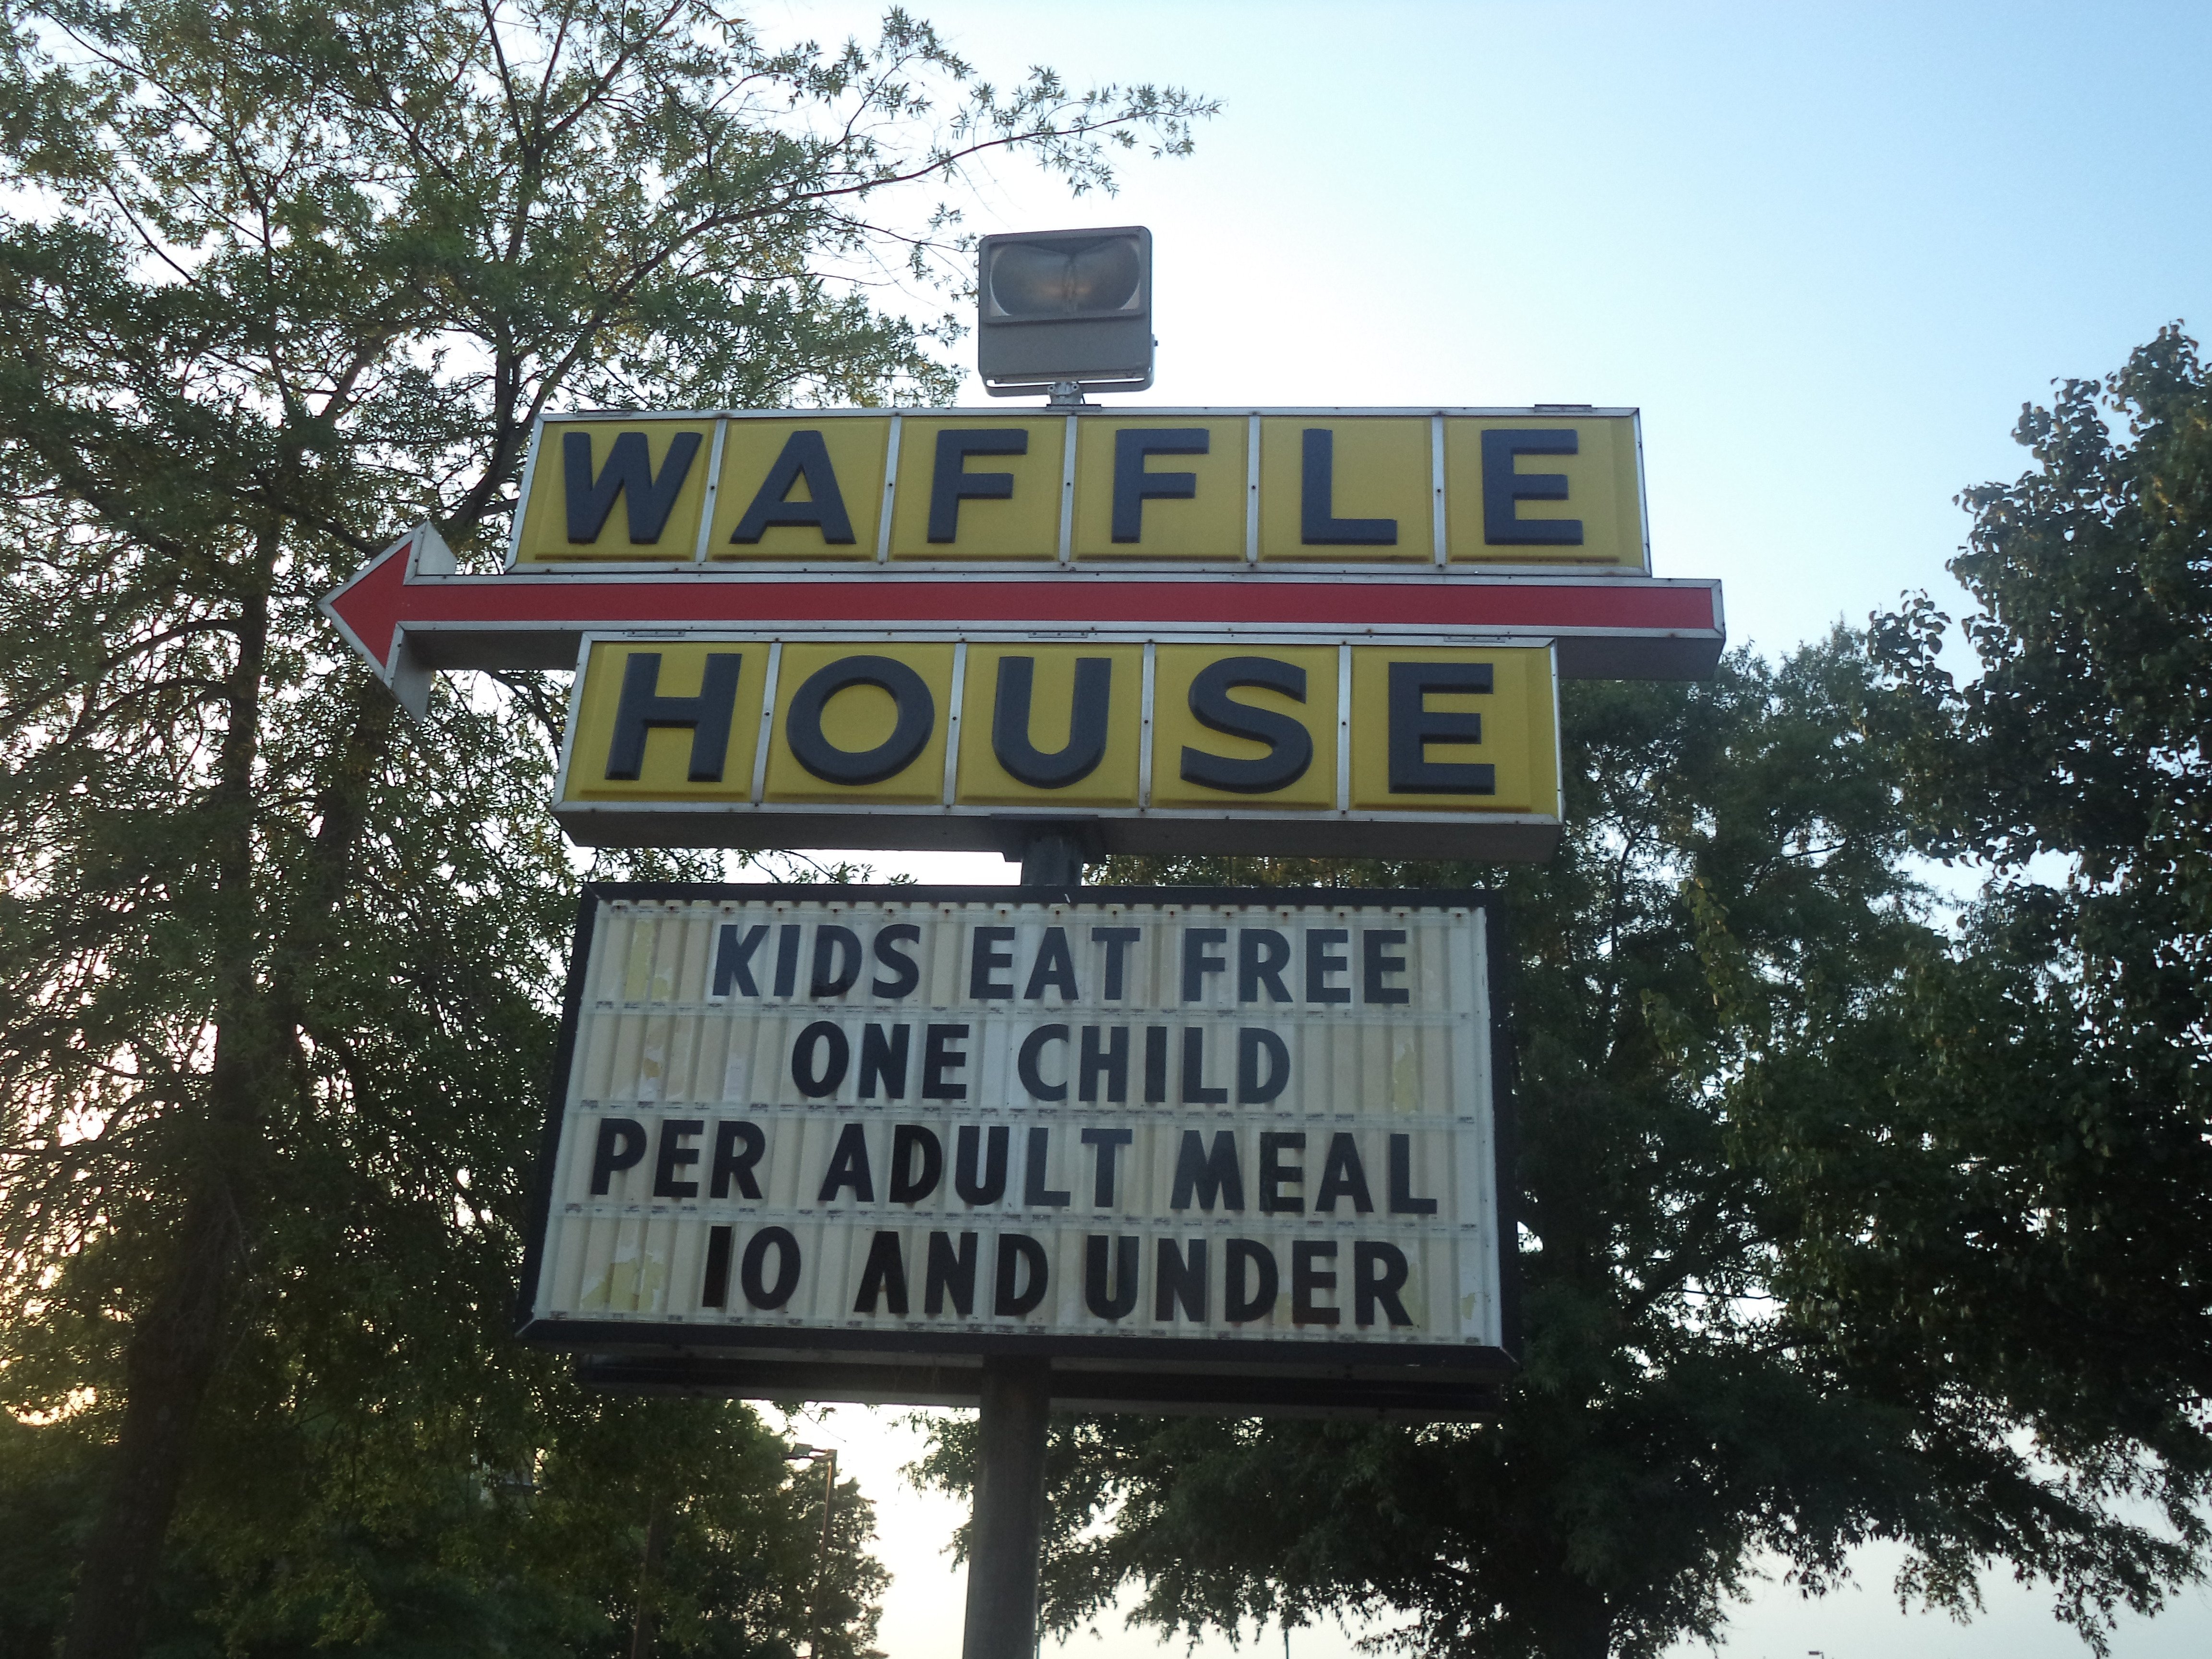 WAFFLE
HOUSE
KIDS EAT FREE
ONE CHILD
PER ADULT MEAL
10 AND UNDER